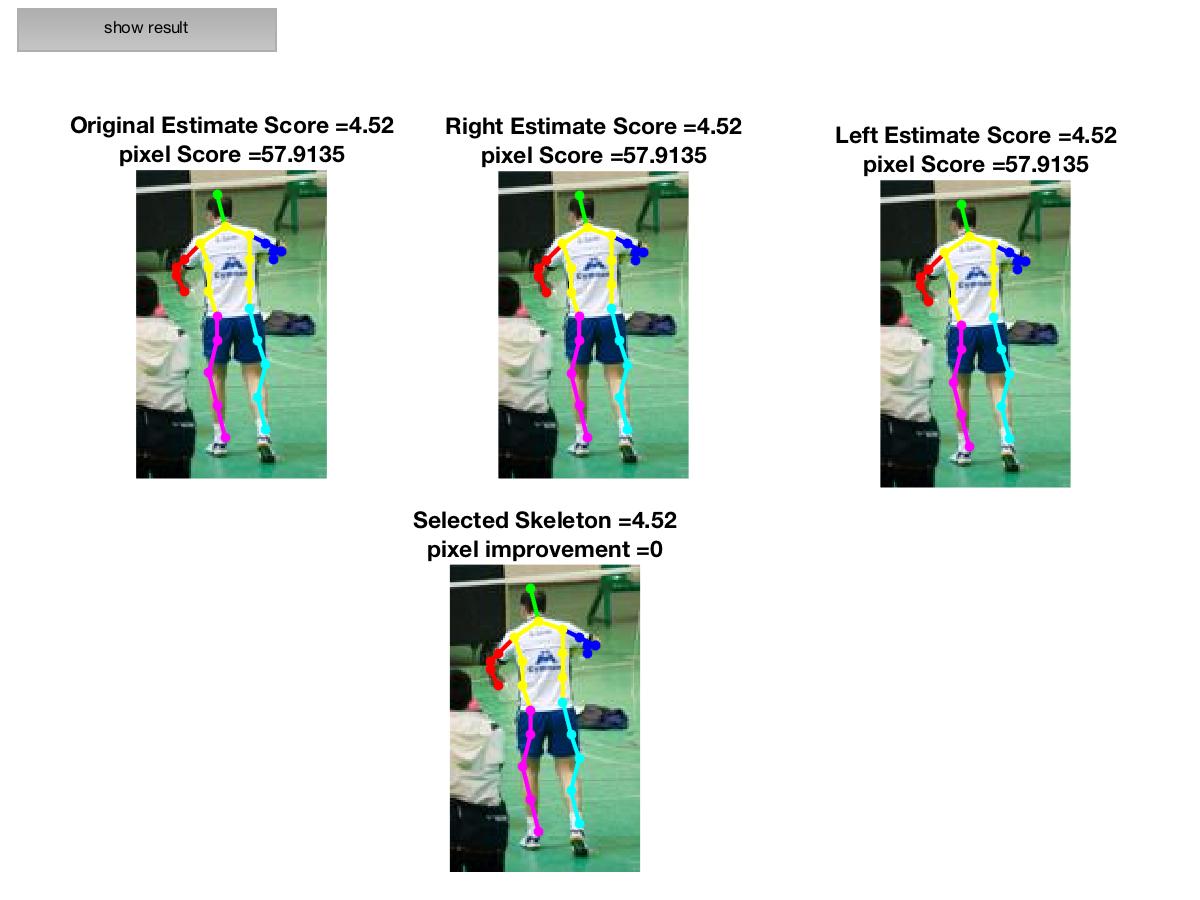 show result
Original Estimate Score =4.52
pixel Score =57.9135
Right Estimate Score =4.52
pixel Score =57.9135
Left Estimate Score =4.52
pixel Score =57.9135
Selected Skeleton =4.52
pixel improvement =0